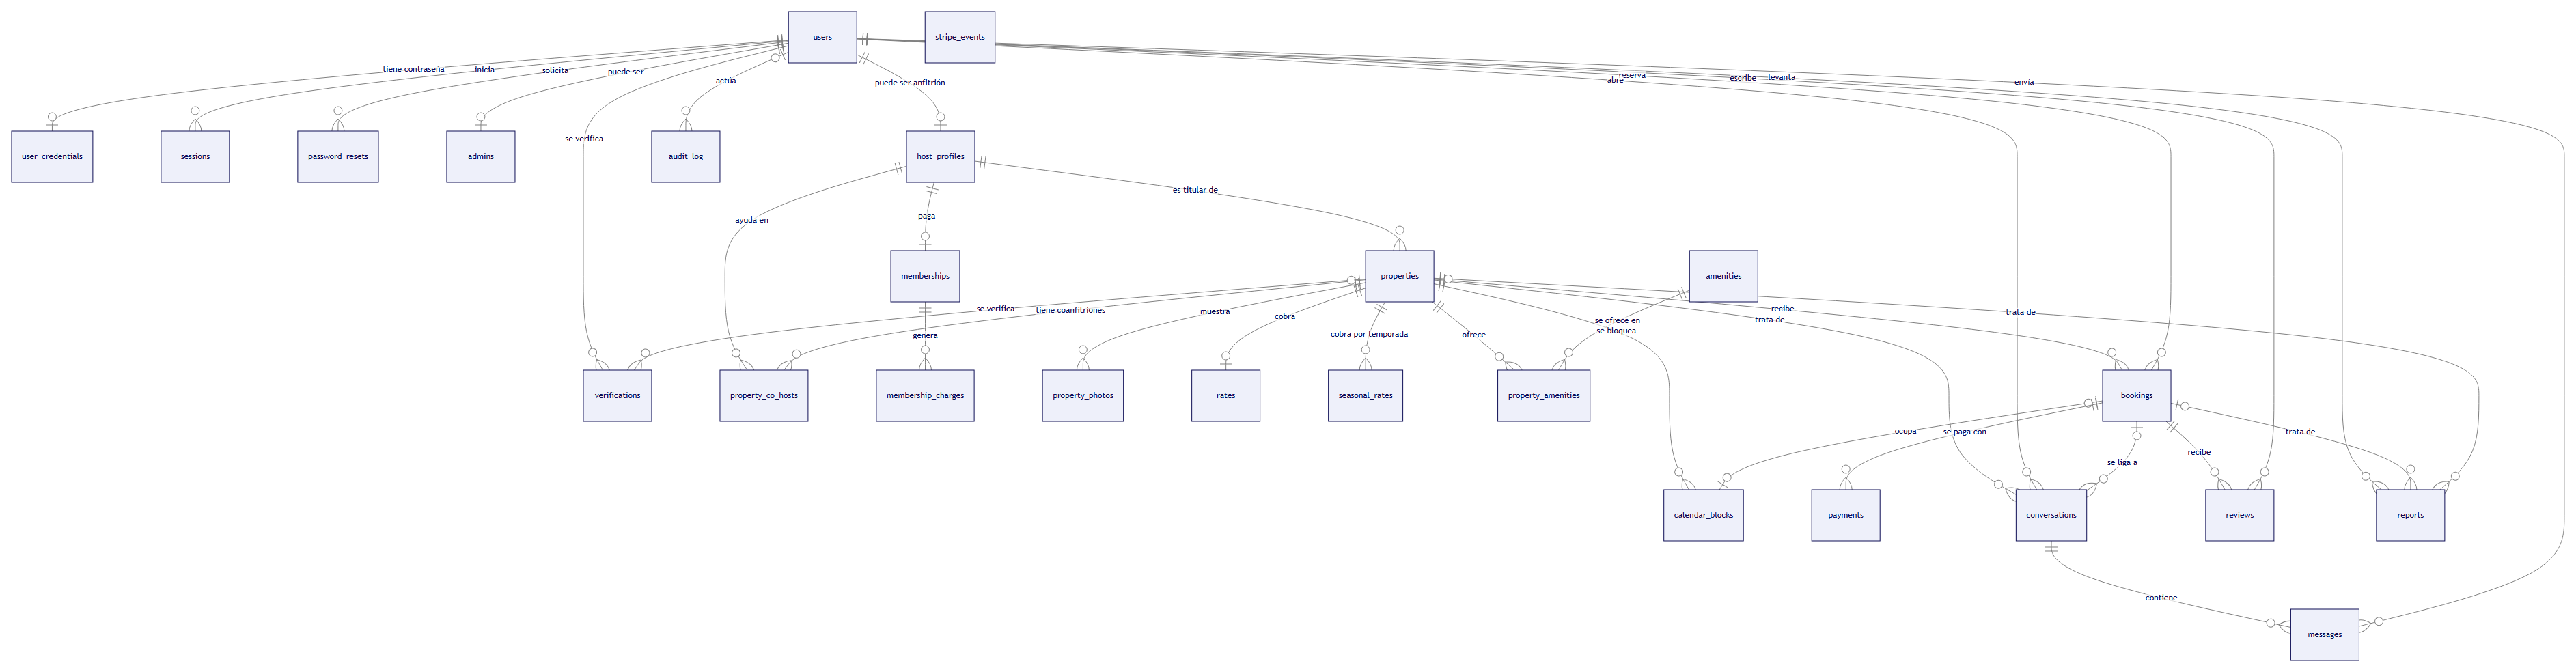 users
stripe_events
tiene contraseña
inicia
solicita
puede ser
actúa
puede ser anfitrión
reserva
abre
escribe
levanta
envía
se verifica
user_credentials
sessions
password_resets
admins
audit_log
host_profiles
es titular de
ayuda en
paga
memberships
properties
amenities
se verifica
tiene coanfitriones
muestra
cobra
cobra por temporada
ofrece
se ofrece en
se bloquea
recibe
trata de
trata de
genera
verifications
property_co_hosts
membership_charges
property_photos
rates
seasonal_rates
property_amenities
bookings
ocupa
se paga con
se liga a
recibe
trata de
calendar_blocks
payments
conversations
reviews
reports
contiene
messages